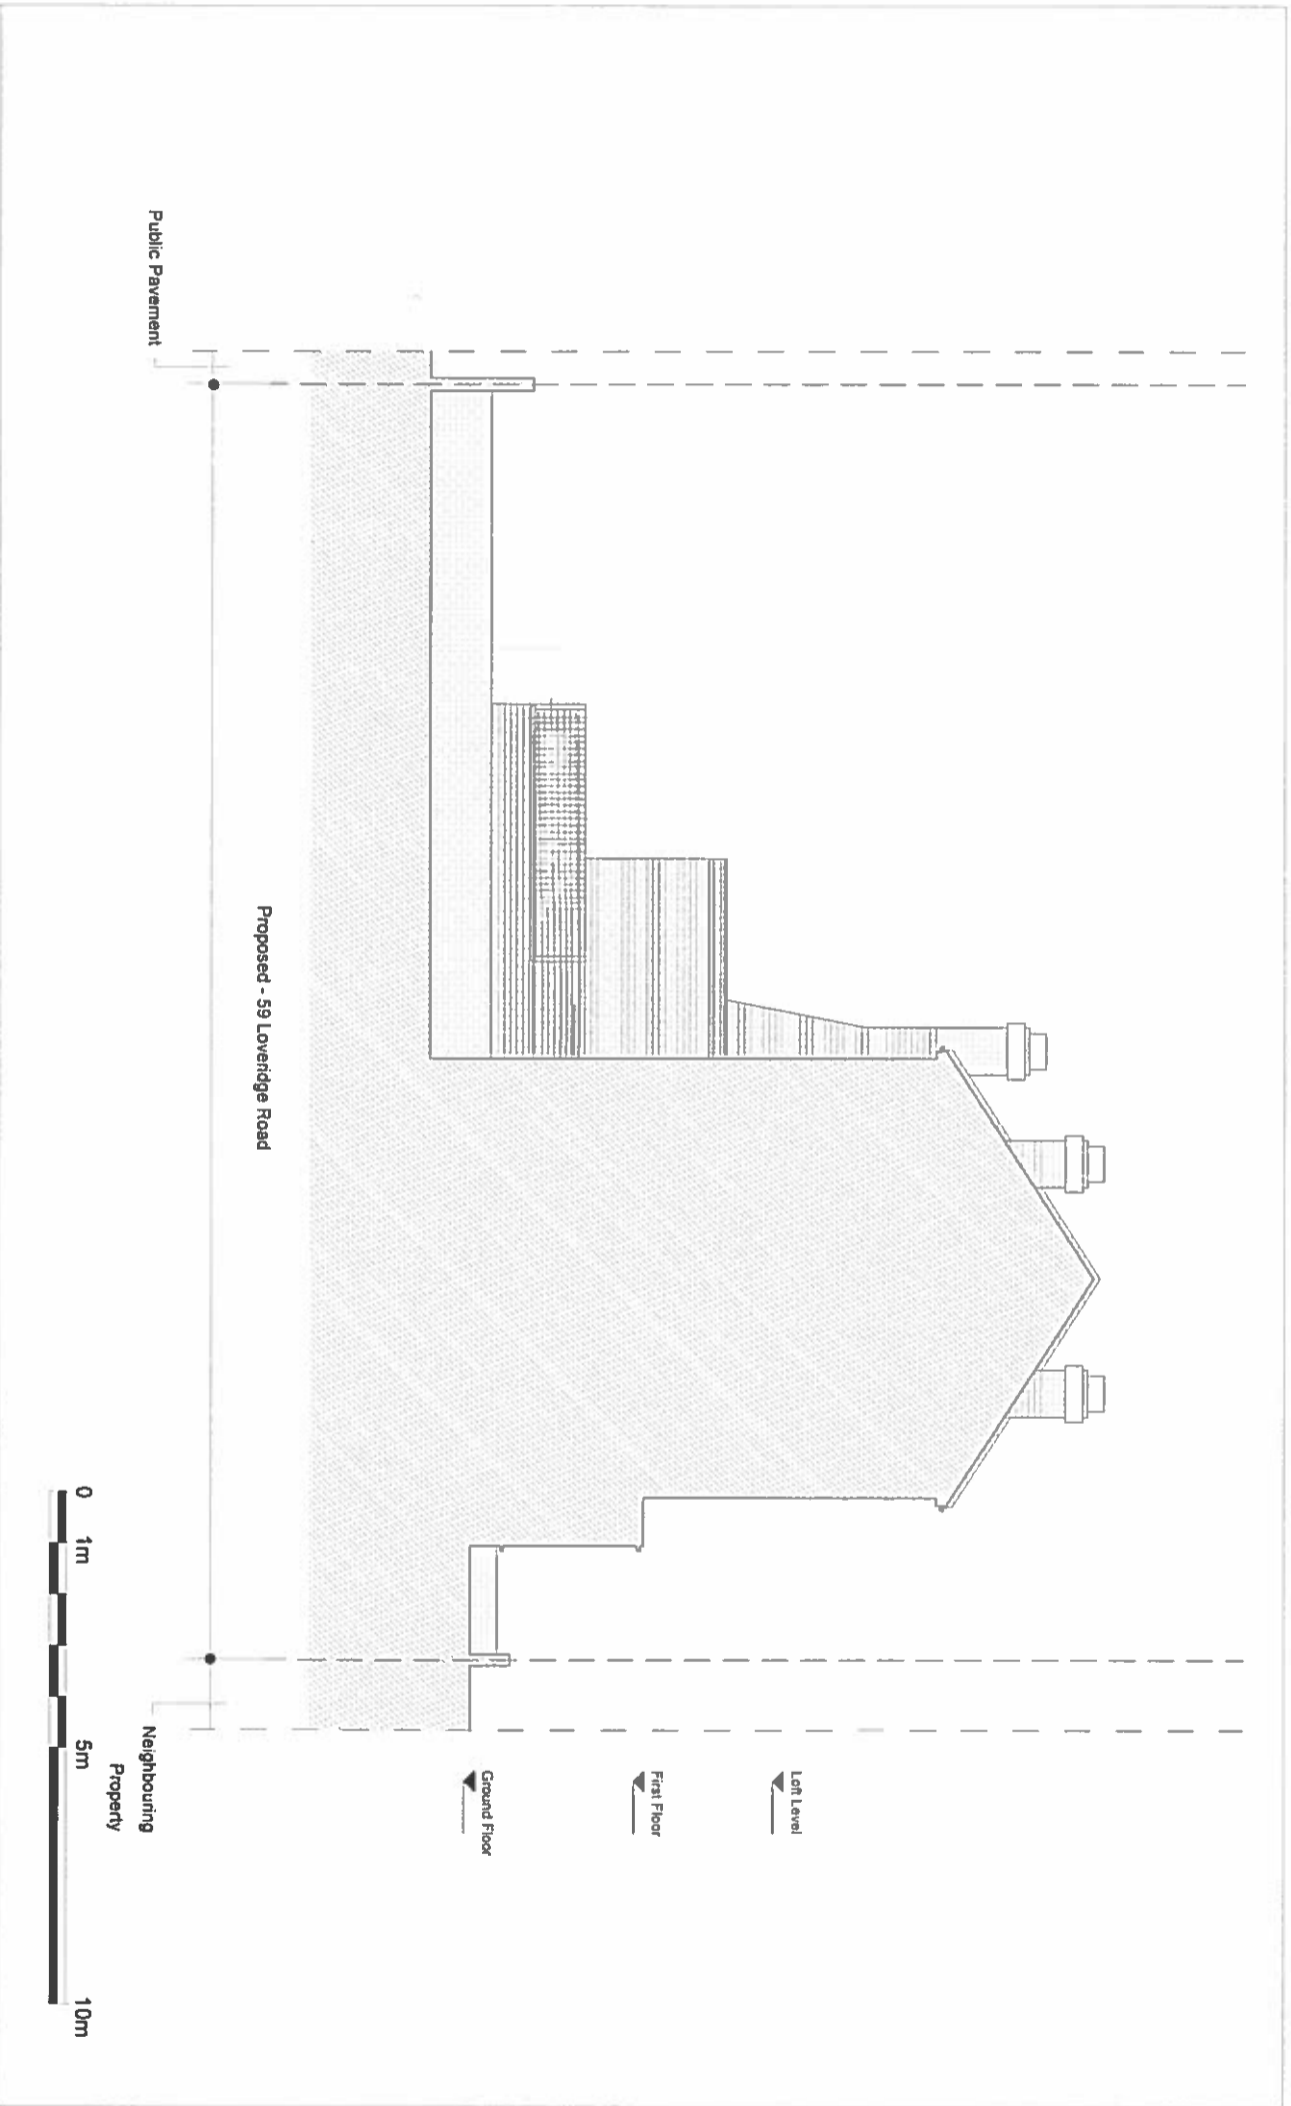 Loft Level
First Floor
Ground Floor
Proposed - 59 Loveridge Road
Public Pavement
Neighbouring
Property
0
1m
5m
10m